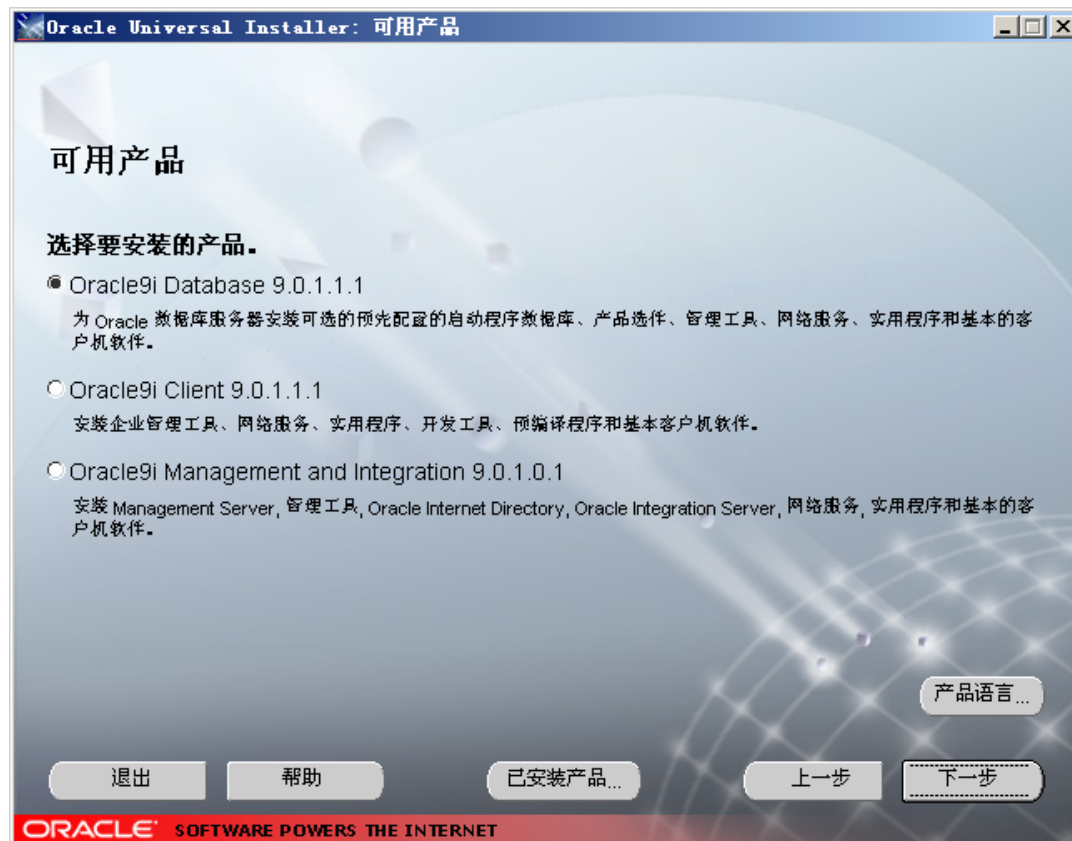 Oracle Universal Installer: 可用产品
可用产品
选择要安装的产品。
Oracle9i Database 9.0.1.1.1
为 Oracle 数据库服务器安装可选的预先配置的启动程序数据库、产品选件、管理工具、网络服务、实用程序和基本的客
户机软件。
Oracle9i Client 9.0.1.1.1
安装企业管理工具、网络服务、实用程序、开发工具、预编译程序和基本客户机软件。
Oracle9i Management and Integration 9.0.1.0.1
安装 Management Server, 管理工具, Oracle Internet Directory, Oracle Integration Server, 网络服务, 实用程序和基本的客
户机软件。
产品语言...
退出 帮助 已安装产品... 上一步 下一步
ORACLE SOFTWARE POWERS THE INTERNET